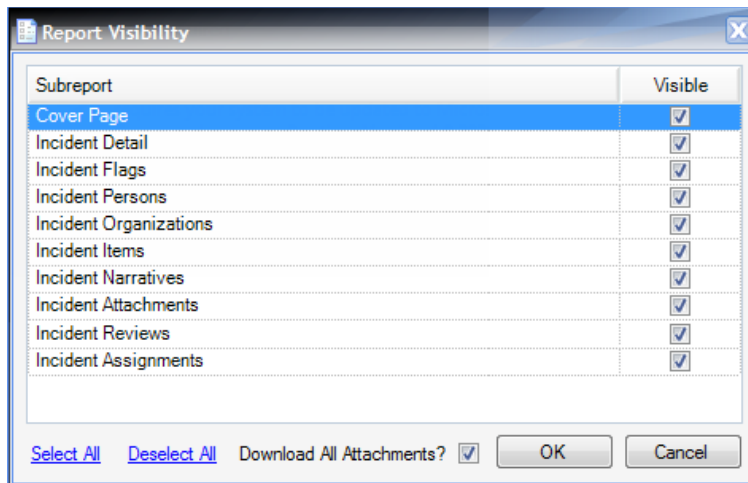 Report Visibility
Subreport Visible
Cover Page
Incident Detail
Incident Flags
Incident Persons
Incident Organizations
Incident Items
Incident Narratives
Incident Attachments
Incident Reviews
Incident Assignments
Select All Deselect All Download All Attachments? OK Cancel